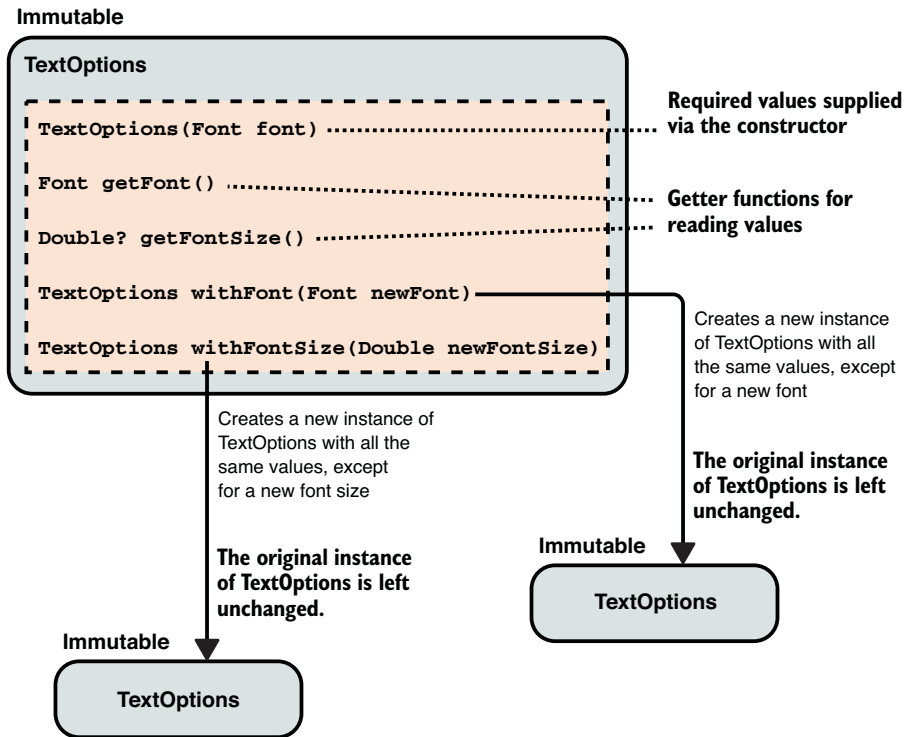 Immutable
TextOptions
TextOptions(Font font)
Required values supplied
via the constructor
Font getFont()
Getter functions for
reading values
Double? getFontSize()
TextOptions withFont(Font newFont)
TextOptions withFontSize(Double newFontSize)
Creates a new instance
of TextOptions with all
the same values, except
for a new font
The original instance
of TextOptions is left
unchanged.
Immutable
TextOptions
Creates a new instance of
TextOptions with all the
same values, except
for a new font size
The original instance
of TextOptions is left
unchanged.
Immutable
TextOptions